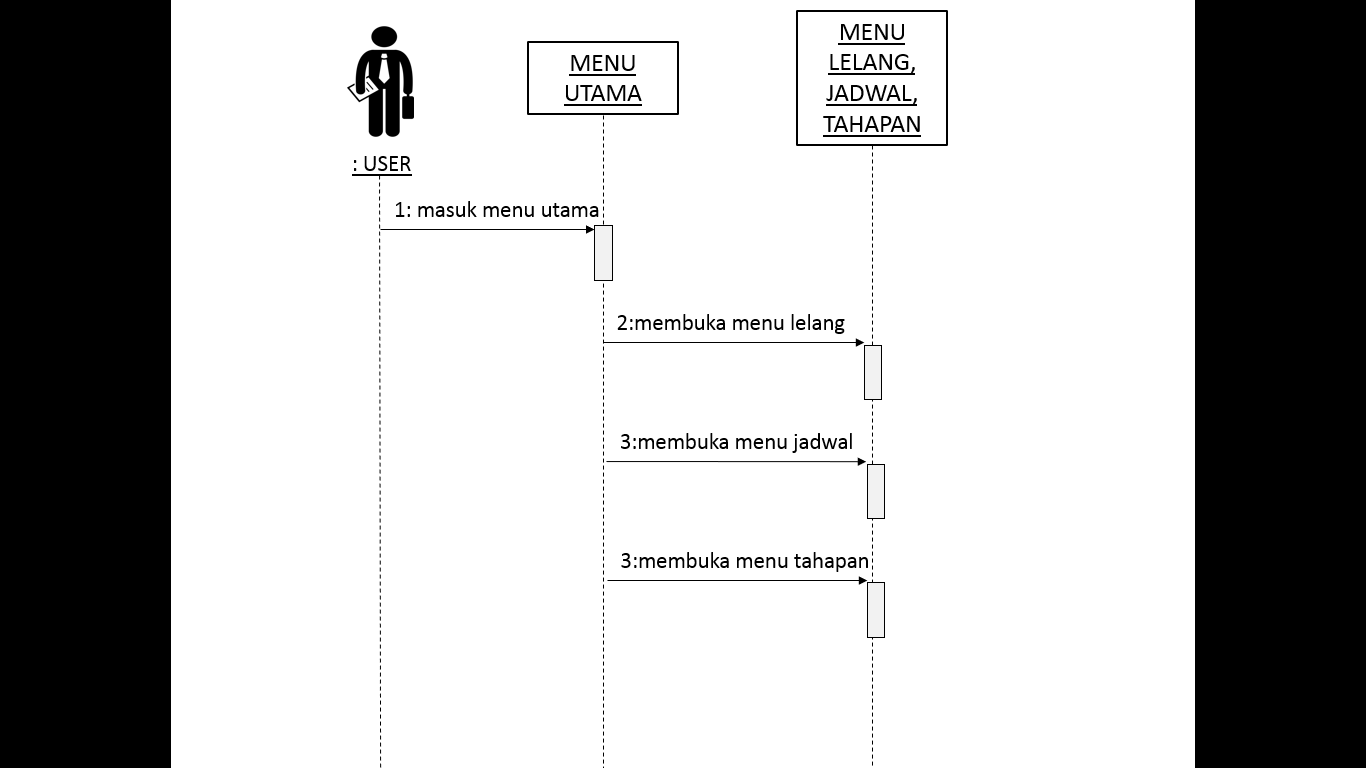 MENU
UTAMA
MENU
LELANG,
JADWAL,
TAHAPAN
: USER
1: masuk menu utama
2:membuka menu lelang
3:membuka menu jadwal
3:membuka menu tahapan